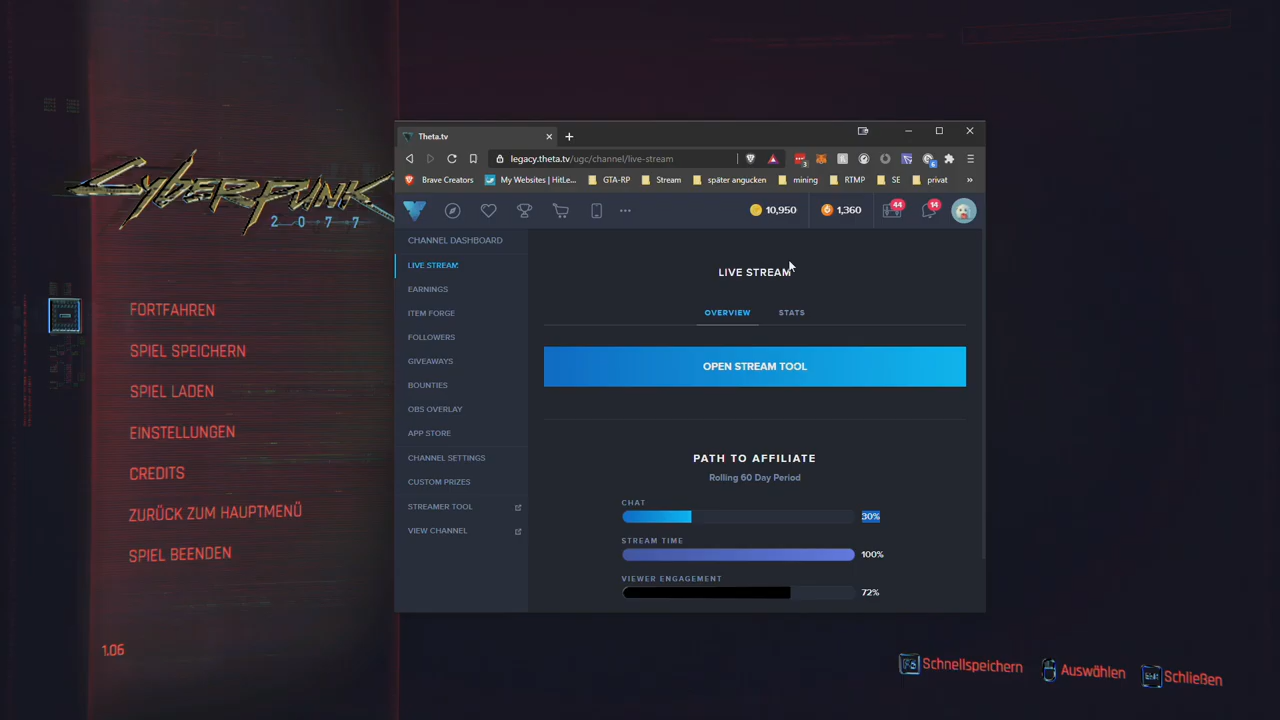 Cyberpunk
2077
FORTFAHREN
SPIEL SPEICHERN
SPIEL LADEN
EINSTELLUNGEN
CREDITS
ZURÜCK ZUM HAUPTMENÜ
SPIEL BEENDEN
1.06
Theta.tv
legacy.theta.tv/ugc/channel/live-stream
3
6
Brave Creators
My Websites | HitLe...
GTA-RP
Stream
später angucken
mining
RTMP
SE
privat
»
10,950
1,360
44
14
CHANNEL DASHBOARD
LIVE STREAM
EARNINGS
ITEM FORGE
FOLLOWERS
GIVEAWAYS
BOUNTIES
OBS OVERLAY
APP STORE
CHANNEL SETTINGS
CUSTOM PRIZES
STREAMER TOOL
VIEW CHANNEL
LIVE STREAM
OVERVIEW STATS
OPEN STREAM TOOL
PATH TO AFFILIATE
Rolling 60 Day Period
CHAT
30%
STREAM TIME
100%
VIEWER ENGAGEMENT
72%
Schnellspeichern
Auswählen
Schließen